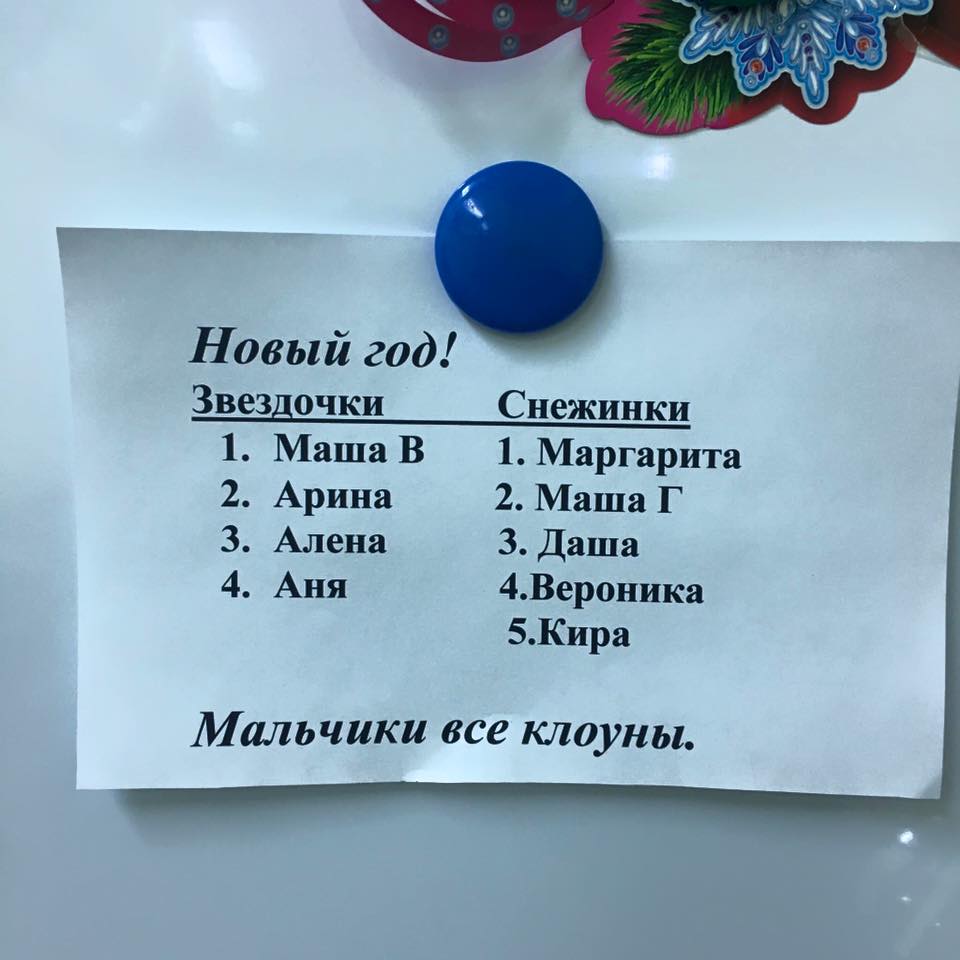 Новый год!
Звездочки Снежинки
1. Маша В 1. Маргарита
2. Арина 2. Маша Г
3. Алена 3. Даша
4. Аня 4.Вероника
5.Кира
Мальчики все клоуны.